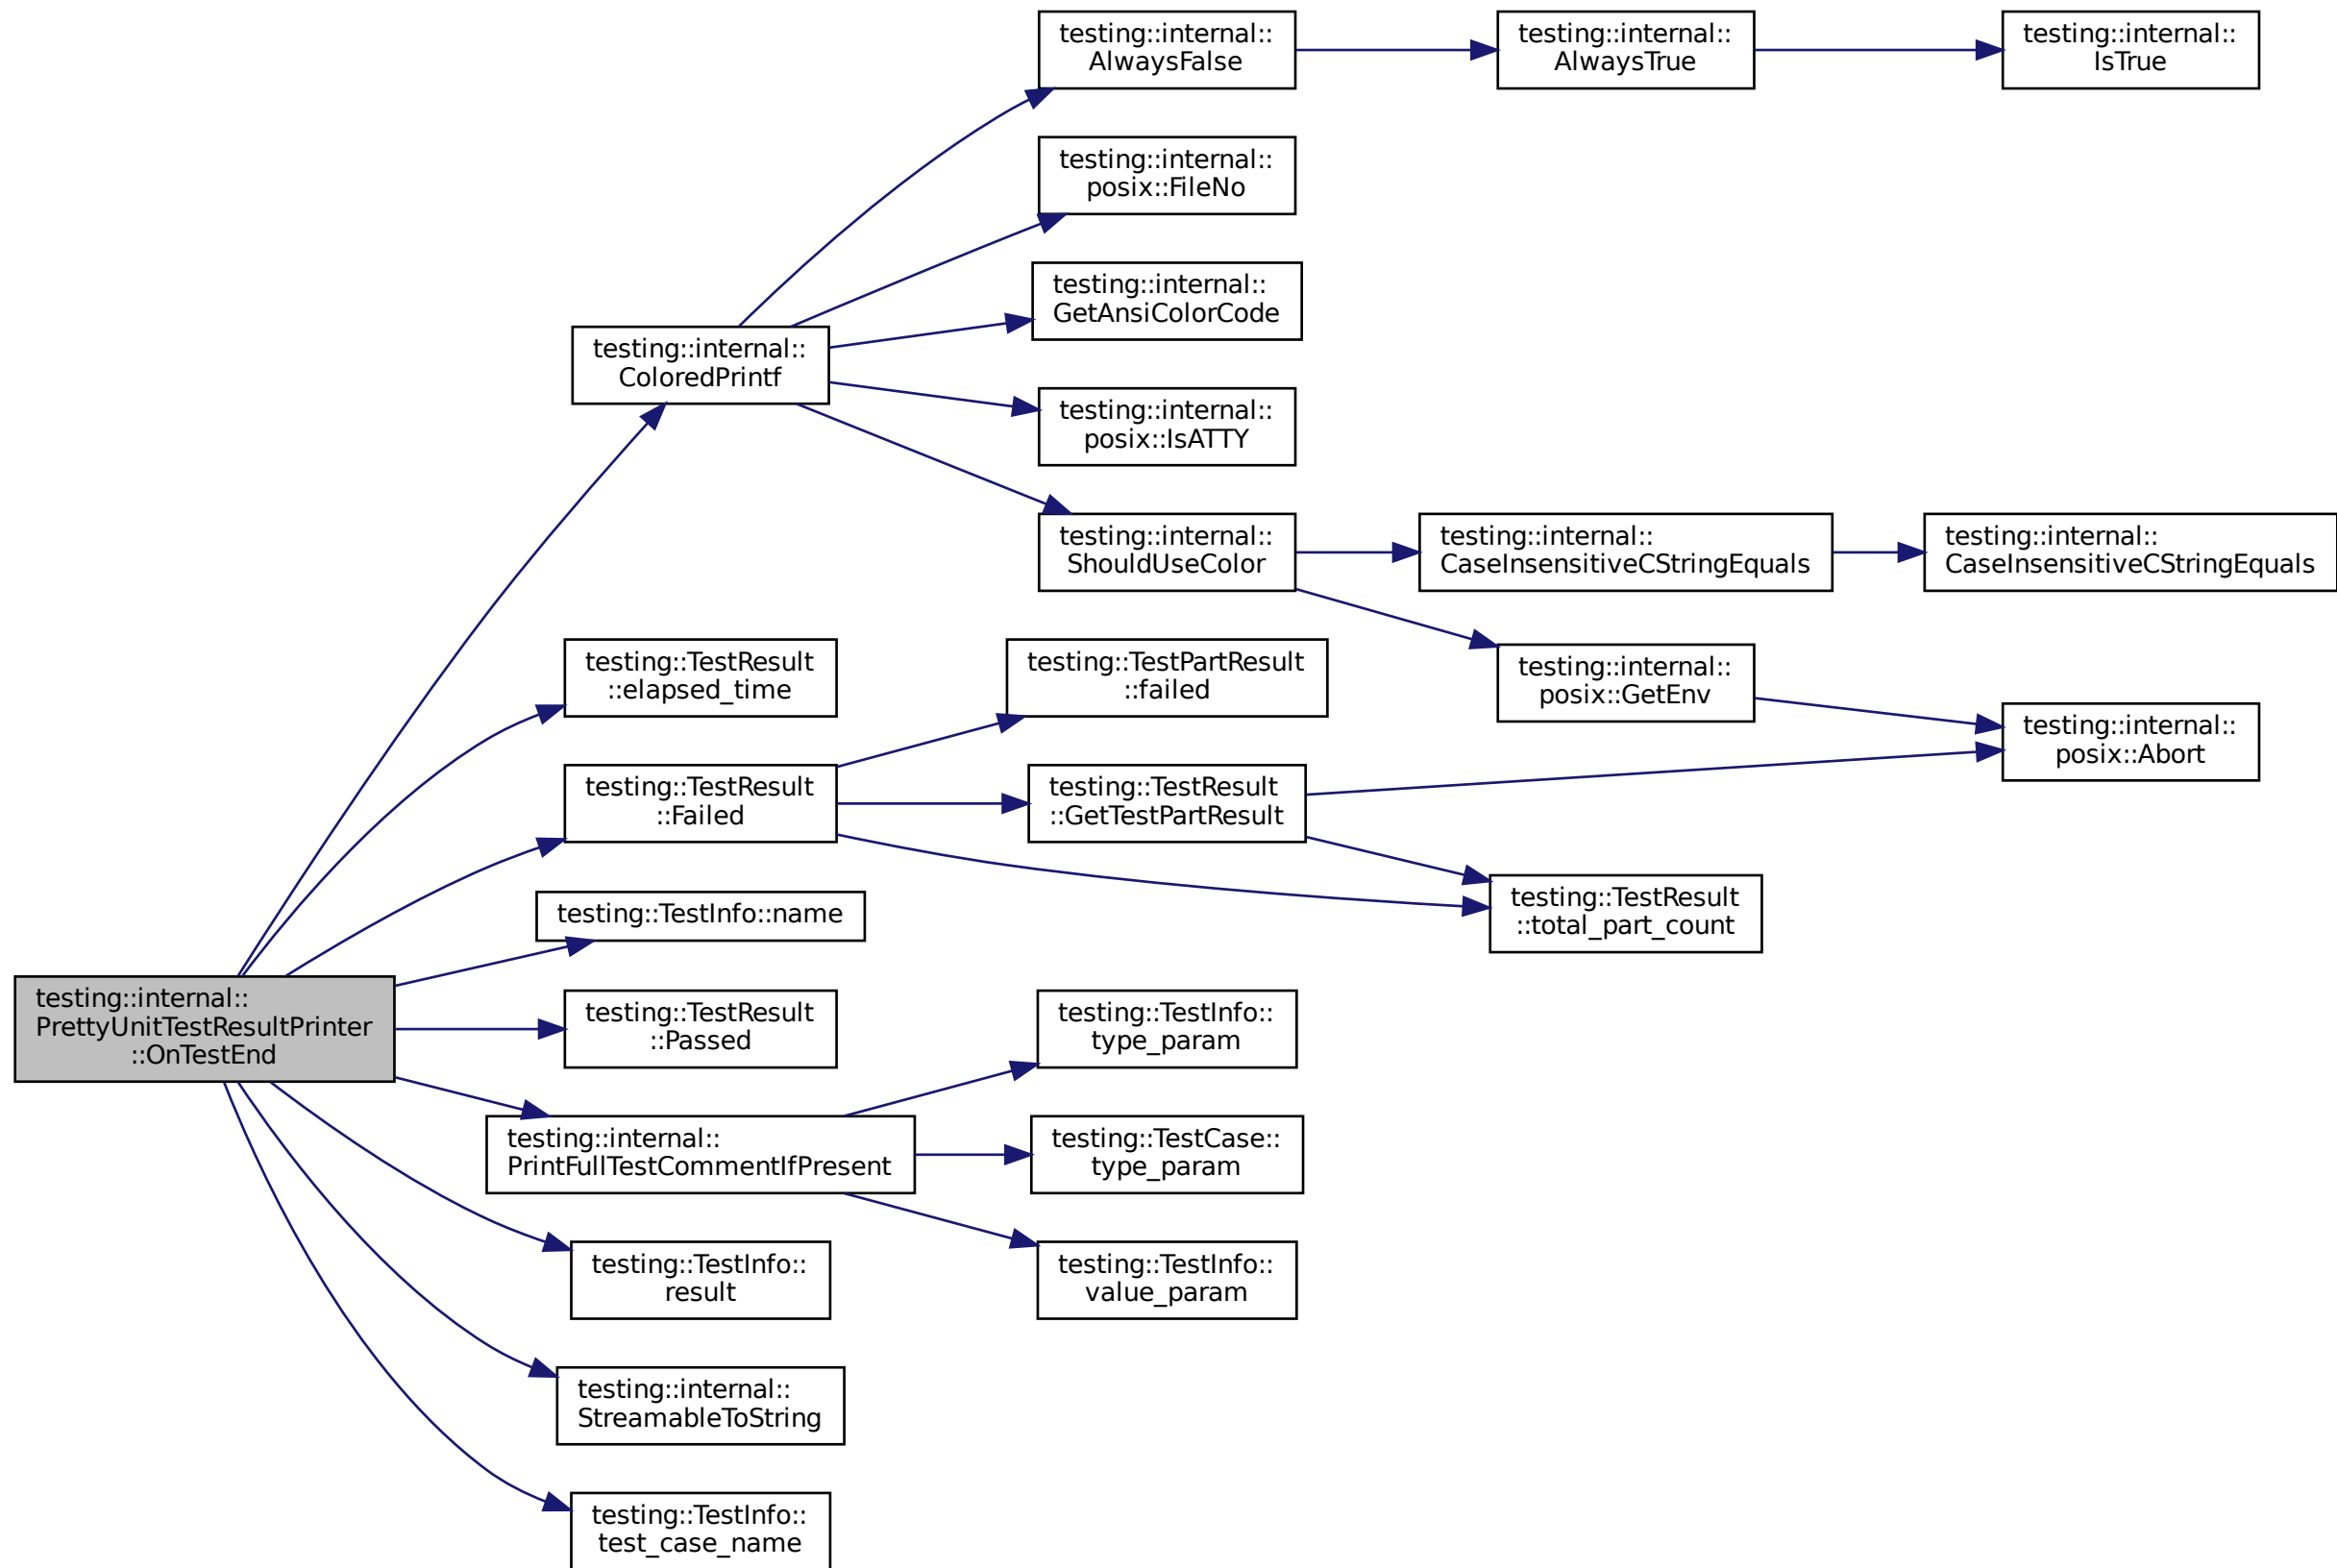 testing::internal::
AlwaysFalse
testing::internal::
AlwaysTrue
testing::internal::
IsTrue
testing::internal::
posix::FileNo
testing::internal::
GetAnsiColorCode
testing::internal::
ColoredPrintf
testing::internal::
posix::IsATTY
testing::internal::
ShouldUseColor
testing::internal::
CaseInsensitiveCStringEquals
testing::internal::
CaseInsensitiveCStringEquals
testing::TestResult
::elapsed_time
testing::TestPartResult
::failed
testing::internal::
posix::GetEnv
testing::internal::
posix::Abort
testing::TestResult
::Failed
testing::TestResult
::GetTestPartResult
testing::TestResult
::total_part_count
testing::TestInfo::name
testing::internal::
PrettyUnitTestResultPrinter
::OnTestEnd
testing::TestResult
::Passed
testing::TestInfo::
type_param
testing::internal::
PrintFullTestCommentIfPresent
testing::TestCase::
type_param
testing::TestInfo::
result
testing::TestInfo::
value_param
testing::internal::
StreamableToString
testing::TestInfo::
test_case_name